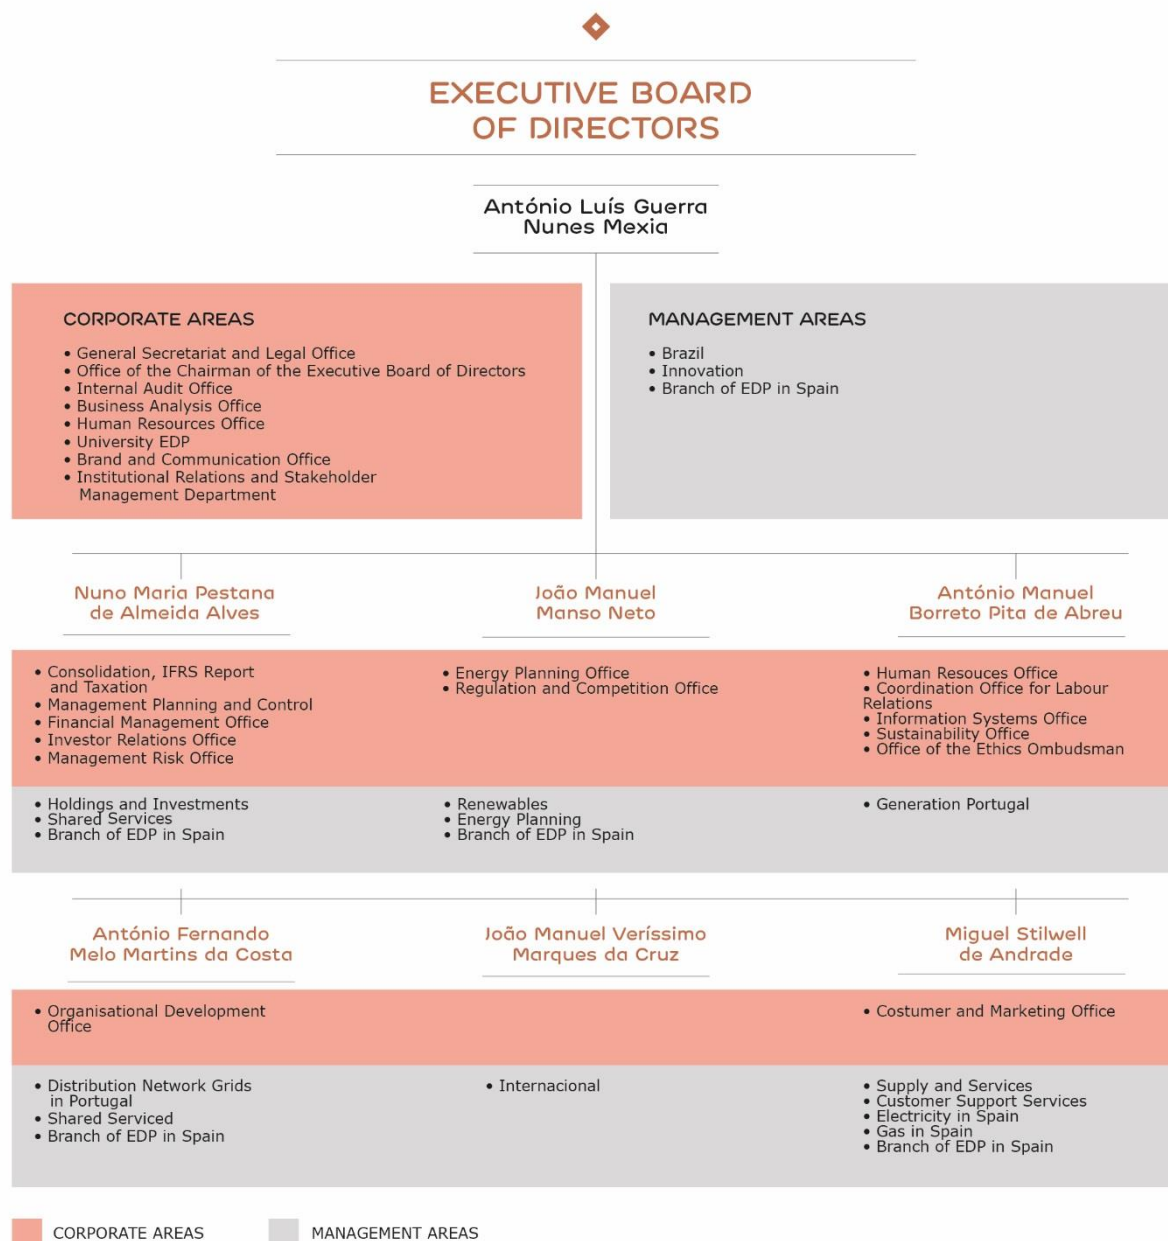 EXECUTIVE BOARD
OF DIRECTORS
António Luís Guerra
Nunes Mexia
CORPORATE AREAS
• General Secretariat and Legal Office
• Office of the Chairman of the Executive Board of Directors
• Internal Audit Office
• Business Analysis Office
• Human Resources Office
• University EDP
• Brand and Communication Office
• Institutional Relations and Stakeholder
Management Department
MANAGEMENT AREAS
• Brazil
• Innovation
• Branch of EDP in Spain
Nuno Maria Pestana
de Almeida Alves
• Consolidation, IFRS Report
and Taxation
• Management Planning and Control
• Financial Management Office
• Investor Relations Office
• Management Risk Office
• Holdings and Investments
• Shared Services
• Branch of EDP in Spain
João Manuel
Manso Neto
• Energy Planning Office
• Regulation and Competition Office
• Renewables
• Energy Planning
• Branch of EDP in Spain
António Manuel
Borreto Pita de Abreu
• Human Resouces Office
• Coordination Office for Labour
Relations
• Information Systems Office
• Sustainability Office
• Office of the Ethics Ombudsman
• Generation Portugal
António Fernando
Melo Martins da Costa
• Organisational Development
Office
• Distribution Network Grids
in Portugal
• Shared Serviced
• Branch of EDP in Spain
João Manuel Veríssimo
Marques da Cruz
• Internacional
Miguel Stilwell
de Andrade
• Costumer and Marketing Office
• Supply and Services
• Customer Support Services
• Electricity in Spain
• Gas in Spain
• Branch of EDP in Spain
CORPORATE AREAS
MANAGEMENT AREAS